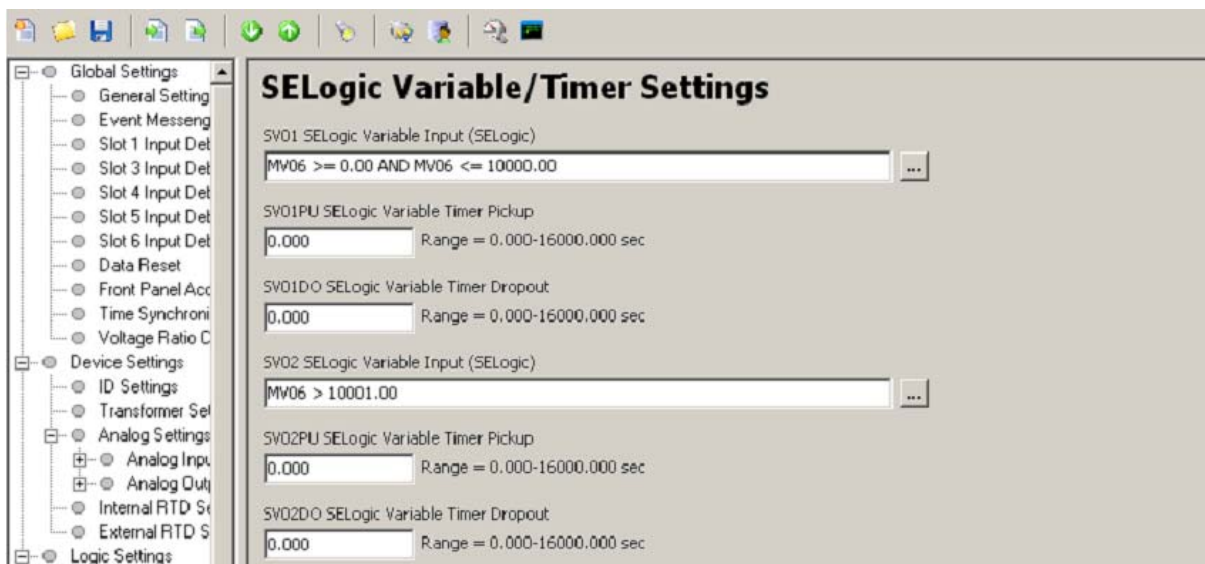 Global Settings
General Setting
Event Messeng
Slot 1 Input Det
Slot 3 Input Det
Slot 4 Input Det
Slot 5 Input Det
Slot 6 Input Det
Data Reset
Front Panel Acc
Time Synchroni
Voltage Ratio C
Device Settings
ID Settings
Transformer Set
Analog Settings
Analog Inpu
Analog Outp
Internal RTD Se
External RTD S
Logic Settings
SELogic Variable/Timer Settings
SV01 SELogic Variable Input (SELogic)
MV06 >= 0.00 AND MV06 <= 10000.00
...
SV01PU SELogic Variable Timer Pickup
0.000 Range = 0.000-16000.000 sec
SV01DO SELogic Variable Timer Dropout
0.000 Range = 0.000-16000.000 sec
SV02 SELogic Variable Input (SELogic)
MV06 > 10001.00
...
SV02PU SELogic Variable Timer Pickup
0.000 Range = 0.000-16000.000 sec
SV02DO SELogic Variable Timer Dropout
0.000 Range = 0.000-16000.000 sec